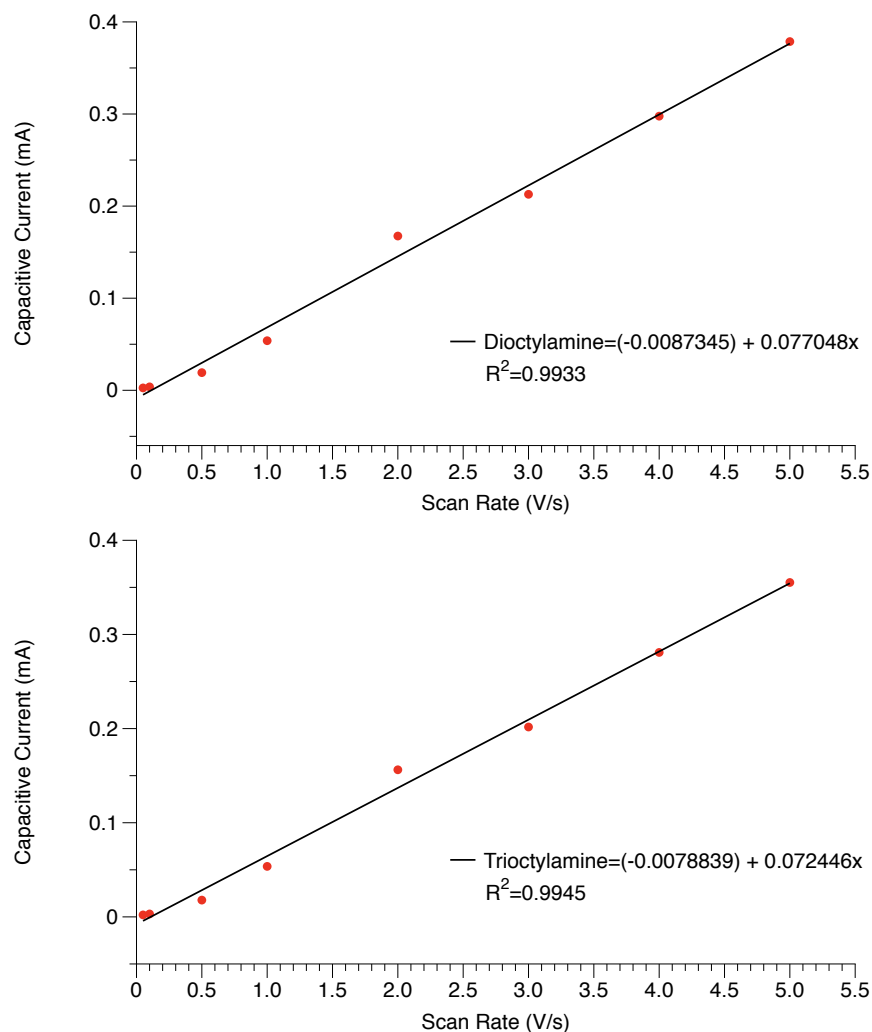 0.4
0.3
0.2
0.1
0
Capacitive Current (mA)
Dioctylamine=(-0.0087345) + 0.077048x
R²=0.9933
0 0.5 1.0 1.5 2.0 2.5 3.0 3.5 4.0 4.5 5.0 5.5
Scan Rate (V/s)
0.4
0.3
0.2
0.1
0
Capacitive Current (mA)
Trioctylamine=(-0.0078839) + 0.072446x
R²=0.9945
0 0.5 1.0 1.5 2.0 2.5 3.0 3.5 4.0 4.5 5.0 5.5
Scan Rate (V/s)